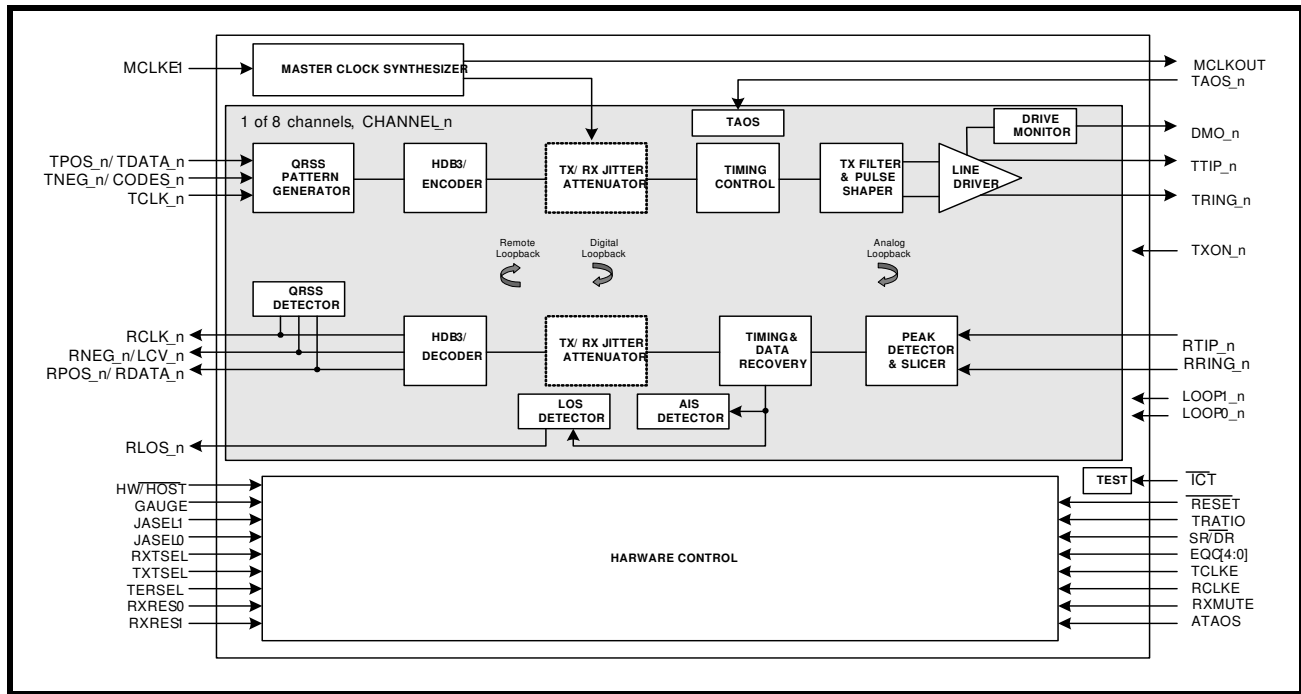 MCLKE1
MASTER CLOCK SYNTHESIZER
MCLKOUT
TAOS_n
1 of 8 channels, CHANNEL_n
TAOS
DRIVE
MONITOR
DMO_n
TPOS_n/ TDATA_n
TNEG_n/ CODES_n
TCLK_n
QRSS
PATTERN
GENERATOR
HDB3/
ENCODER
TX/ RX JITTER
ATTENUATOR
TIMING
CONTROL
TX FILTER
& PULSE
SHAPER
LINE
DRIVER
TTIP_n
TRING_n
Remote
Loopback
Digital
Loopback
Analog
Loopback
TXON_n
QRSS
DETECTOR
RCLK_n
RNEG_n/ LCV_n
RPOS_n/ RDATA_n
HDB3/
DECODER
TX/ RX JITTER
ATTENUATOR
TIMING &
DATA
RECOVERY
PEAK
DETECTOR
& SLICER
RTIP_n
RRING_n
LOS
DETECTOR
AIS
DETECTOR
LOOP1_n
LOOP0_n
RLOS_n
TEST
ICT
HW/HOST
GAUGE
JASEL1
JASEL0
RXTSEL
TXTSEL
TERSEL
RXRES0
RXRES1
HARWARE CONTROL
RESET
TRATIO
SR/DR
EQC[4:0]
TCLKE
RCLKE
RXMUTE
ATAOS